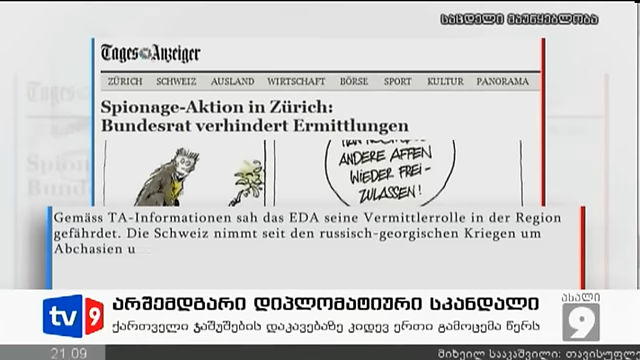 საცდელი მაუწყებლობა
Tages Anzeiger
ZÜRICH SCHWEIZ AUSLAND WIRTSCHAFT BÖRSE SPORT KULTUR PANORAMA
Spionage-Aktion in Zürich:
Bundesrat verhindert Ermittlungen
ANDERE AFFEN
WIEDER FREI-
ZULASSEN!
Gemäss TA-Informationen sah das EDA seine Vermittlerrolle in der Region
gefährdet. Die Schweiz nimmt seit den russisch-georgischen Kriegen um
Abchasien u
tv9
არშემდგარი დიპლომატიური სკანდალი
ქართველი ჯაშუშების დაკავებაზე კიდევ ერთი გამოცემა წერს
ახალი
9
21:09
მიხეილ სააკაშვილი: თავისუფლ